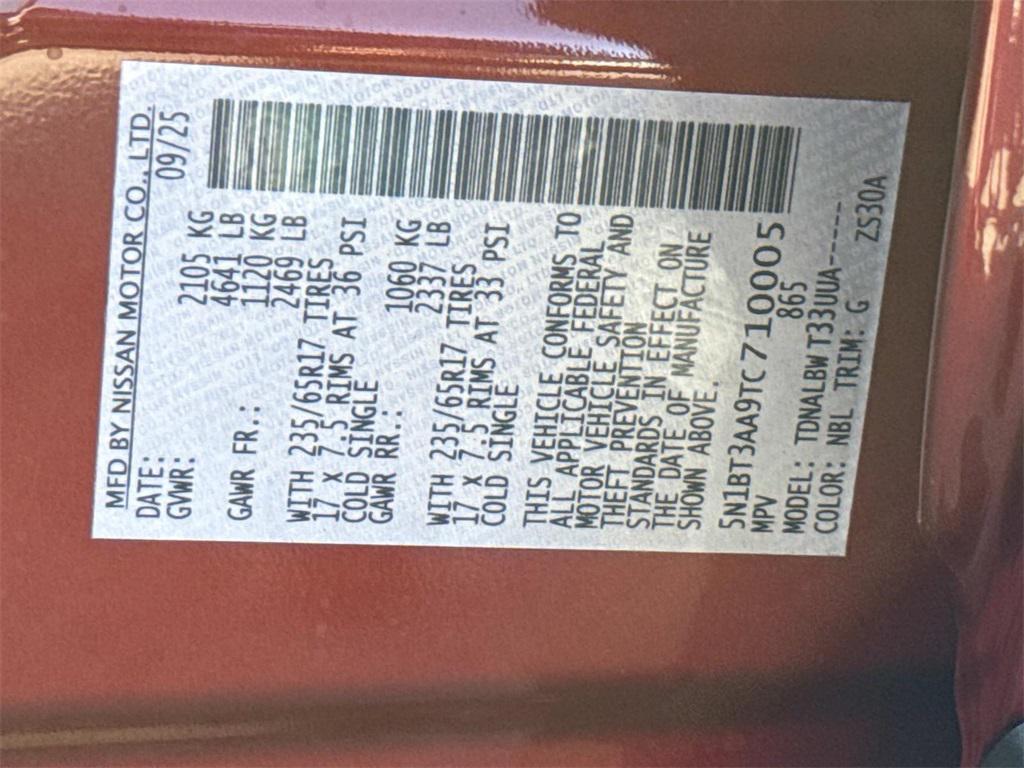 MFD BY NISSAN MOTOR CO., LTD.
DATE: 09/25
GVWR: 2105 KG
4641 LB
GAWR FR.: 1120 KG
2469 LB
WITH 235/65R17 TIRES
17 X 7.5 RIMS AT 36 PSI
COLD SINGLE
GAWR RR.: 1060 KG
2337 LB
WITH 235/65R17 TIRES
17 X 7.5 RIMS AT 33 PSI
COLD SINGLE
THIS VEHICLE CONFORMS TO
ALL APPLICABLE FEDERAL
MOTOR VEHICLE SAFETY AND
THEFT PREVENTION
STANDARDS IN EFFECT ON
THE DATE OF MANUFACTURE
SHOWN ABOVE.
5N1BT3AA9TC710005
MPV 865
MODEL: TDNALBW T33UUA-----
COLOR: NBL TRIM: G ZS30A